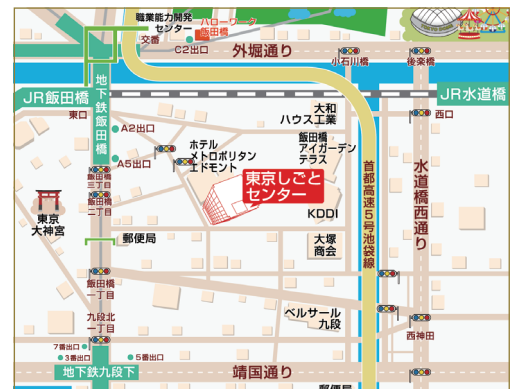 職業能力開発
センター
ハローワーク
飯田橋
交番
C2出口
外堀通り
小石川橋
後楽橋
JR飯田橋
地下鉄飯田橋
JR水道橋
東口
A2出口
大和
ハウス工業
西口
ホテル
メトロポリタン
エドモント
飯田橋
アイガーデン
テラス
A5出口
飯田橋
三丁目
東京しごと
センター
首都高速5号池袋線
水道橋西通り
飯田橋
二丁目
東京
大神宮
KDDI
郵便局
大塚
商会
飯田橋
一丁目
ベルサール
九段
九段北
一丁目
西神田
7番出口
3番出口
5番出口
地下鉄九段下
靖国通り
郵便局